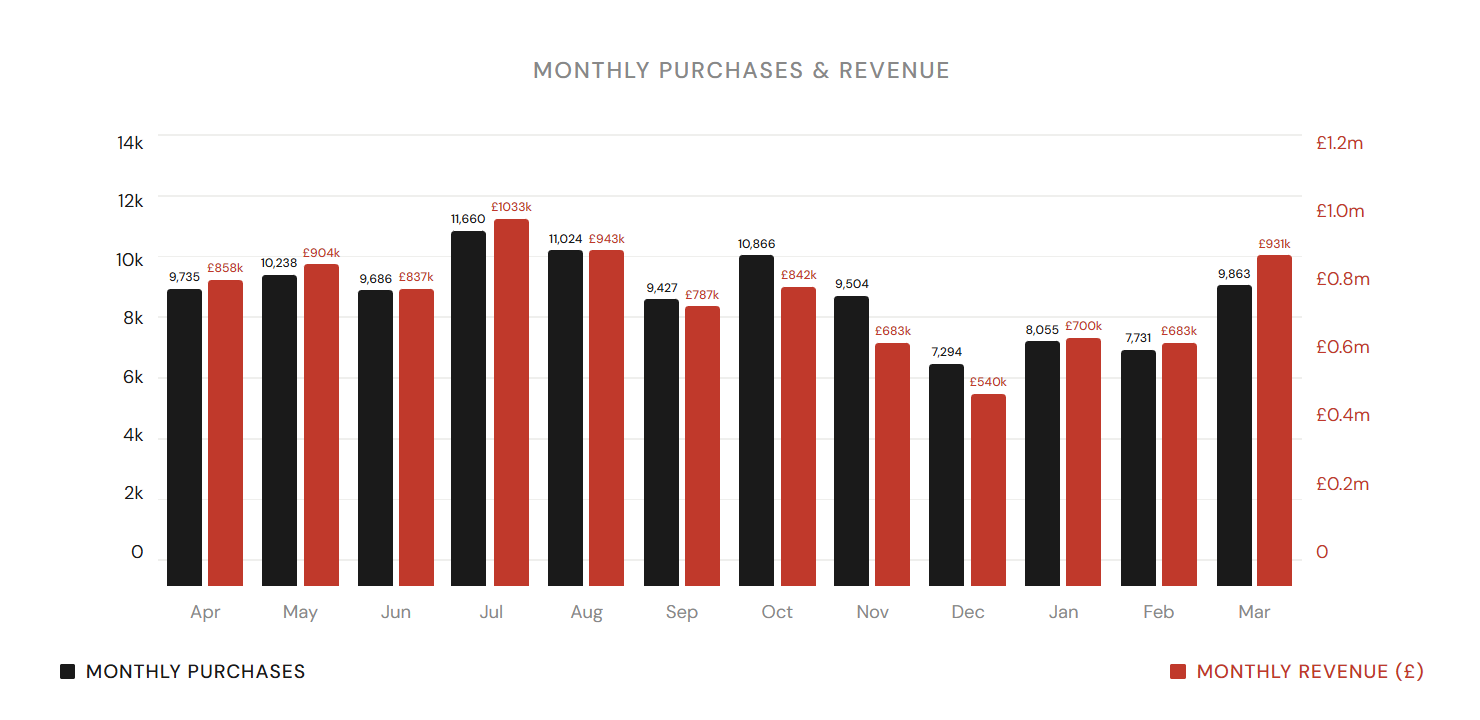 MONTHLY PURCHASES & REVENUE
14k
12k
10k
8k
6k
4k
2k
0
£1.2m
£1.0m
£0.8m
£0.6m
£0.4m
£0.2m
0
9,735 £858k
10,238 £904k
9,686 £837k
11,660 £1033k
11,024 £943k
9,427 £787k
10,866 £842k
9,504 £683k
7,294 £540k
8,055 £700k
7,731 £683k
9,863 £931k
Apr May Jun Jul Aug Sep Oct Nov Dec Jan Feb Mar
MONTHLY PURCHASES
MONTHLY REVENUE (£)